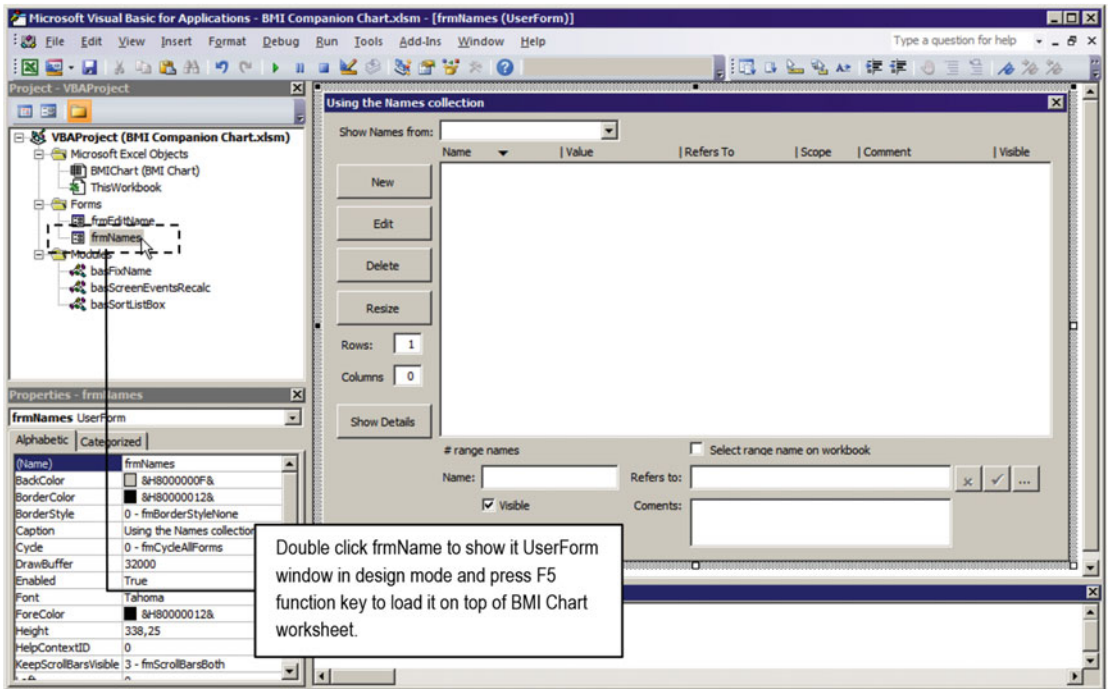 Microsoft Visual Basic for Applications - BMI Companion Chart.xlsm - [frmNames (UserForm)]
File Edit View Insert Format Debug Run Tools Add-Ins Window Help
Type a question for help
Project - VBAProject
VBAProject (BMI Companion Chart.xlsm)
Microsoft Excel Objects
BMIChart (BMI Chart)
ThisWorkbook
Forms
frmEditName
frmNames
Modules
basFixName
basScreenEventsRecalc
basSortListBox
Properties - frmNames
frmNames UserForm
Alphabetic Categorized
(Name) frmNames
BackColor &H8000000F&
BorderColor &H80000012&
BorderStyle 0 - fmBorderStyleNone
Caption Using the Names collection
Cycle 0 - fmCycleAllForms
DrawBuffer 32000
Enabled True
Font Tahoma
ForeColor &H80000012&
Height 338,25
HelpContextID 0
KeepScrollBarsVisible 3 - fmScrollBarsBoth
Using the Names collection
Show Names from:
Name | Value | Refers To | Scope | Comment | Visible
New
Edit
Delete
Resize
Rows: 1
Columns 0
Show Details
# range names
Select range name on workbook
Name:
Refers to:
...
Visible
Coments:
Double click frmName to show it UserForm
window in design mode and press F5
function key to load it on top of BMI Chart
worksheet.